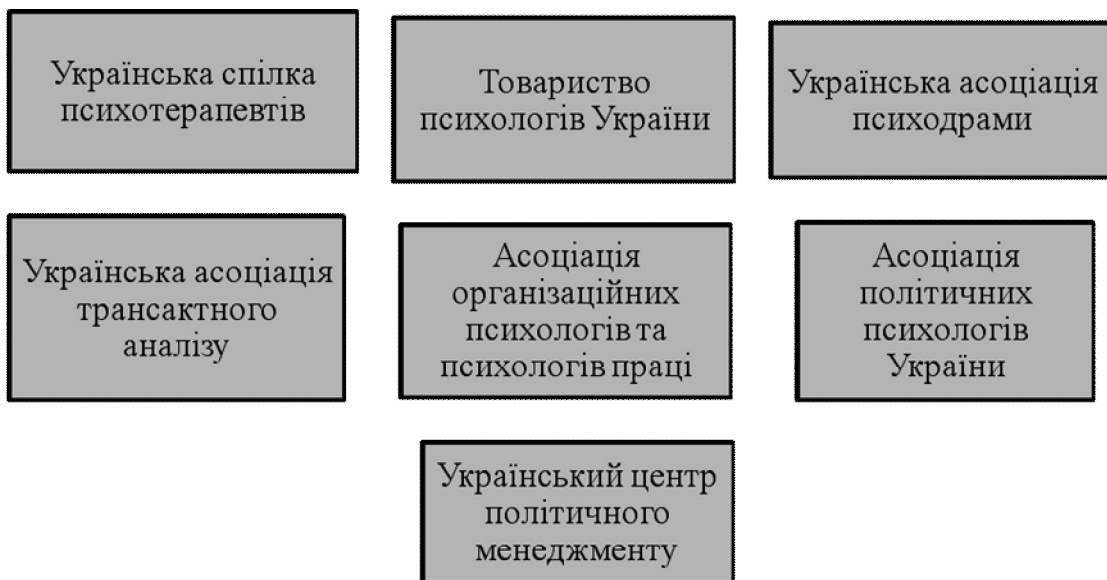 Українська спілка
психотерапевтів
Товариство
психологів України
Українська асоціація
психодрами
Українська асоціація
трансактного
аналізу
Асоціація
організаційних
психологів та
психологів праці
Асоціація
політичних
психологів
України
Український центр
політичного
менеджменту